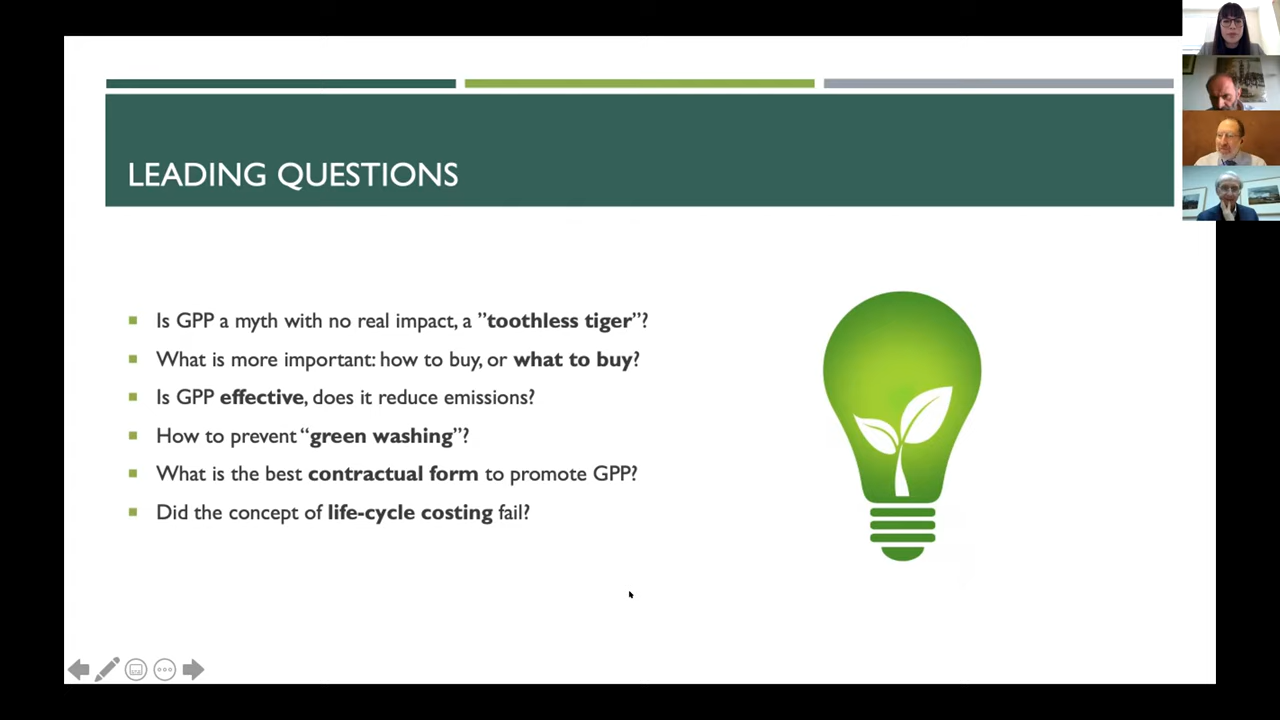 LEADING QUESTIONS
Is GPP a myth with no real impact, a ”toothless tiger”?
What is more important: how to buy, or what to buy?
Is GPP effective, does it reduce emissions?
How to prevent “green washing”?
What is the best contractual form to promote GPP?
Did the concept of life-cycle costing fail?